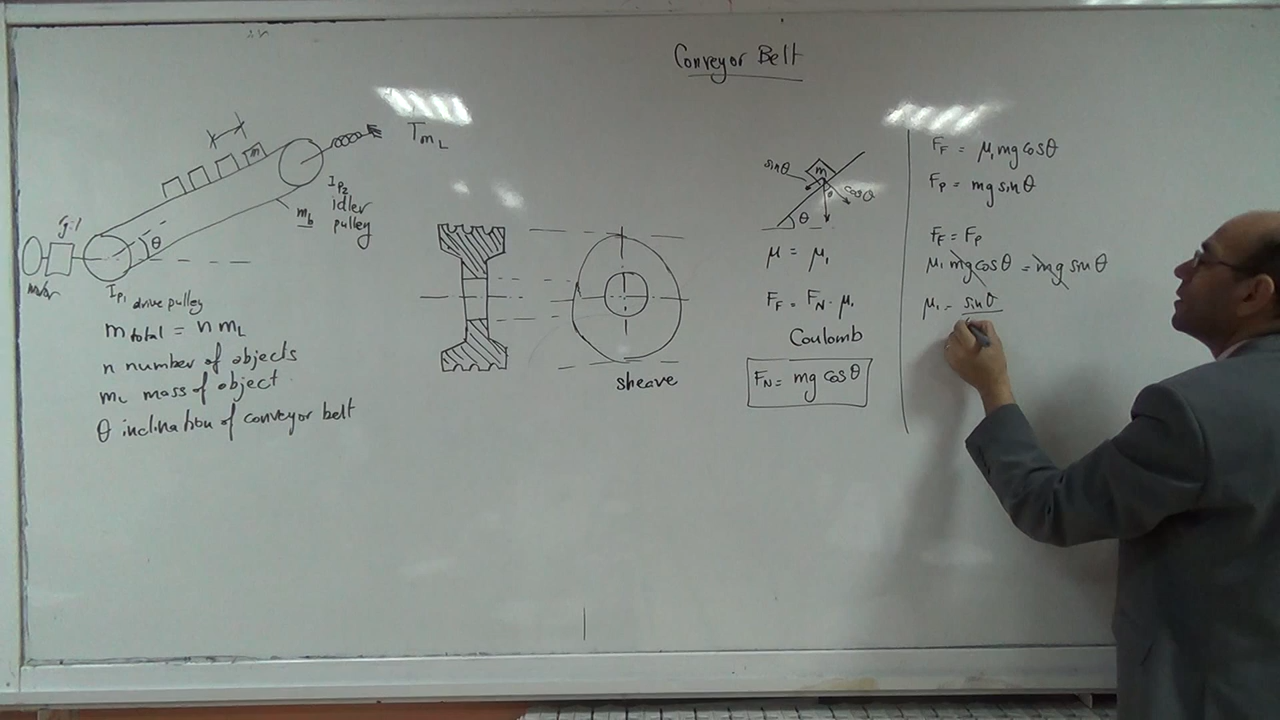 Conveyor Belt
T_mL
m
I_P2
idler
pulley
m_b
g:1
θ
motor
I_P1 drive pulley
m_total = n m_L
n number of objects
m_L mass of object
θ inclination of conveyor belt
sheave
sinθ
m
θ
cosθ
θ
μ = μ₁
F_F = F_N . μ₁
Coulomb
F_N = mg cosθ
F_F = μ₁ mg cosθ
F_P = mg sinθ
F_F = F_P
μ₁ mg cosθ = mg sinθ
μ₁ = sinθ